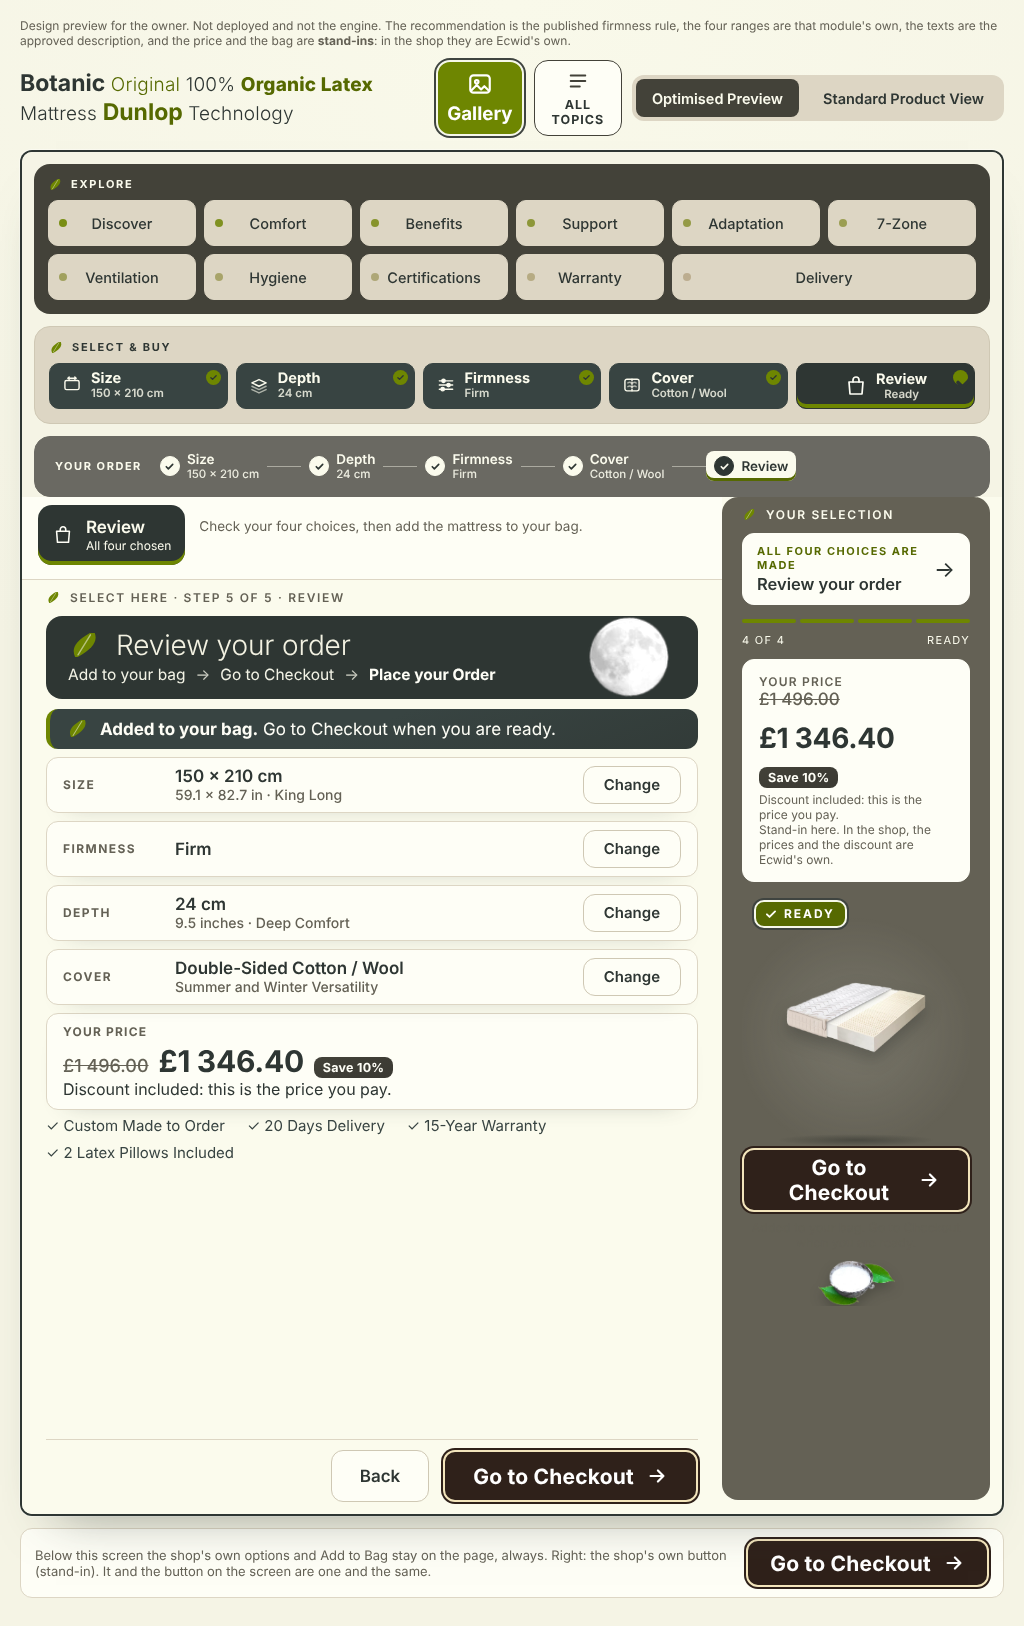 Design preview for the owner. Not deployed and not the engine. The recommendation is the published firmness rule, the four ranges are that module's own, the texts are the
approved description, and the price and the bag are stand-ins: in the shop they are Ecwid's own.
Botanic Original 100% Organic Latex
Mattress Dunlop Technology
Gallery
ALL
TOPICS
Optimised Preview
Standard Product View
EXPLORE
Discover
Comfort
Benefits
Support
Adaptation
7-Zone
Ventilation
Hygiene
Certifications
Warranty
Delivery
SELECT & BUY
Size
150 × 210 cm
Depth
24 cm
Firmness
Firm
Cover
Cotton / Wool
Review
Ready
YOUR ORDER
Size
150 × 210 cm
Depth
24 cm
Firmness
Firm
Cover
Cotton / Wool
Review
Review
All four chosen
Check your four choices, then add the mattress to your bag.
SELECT HERE · STEP 5 OF 5 · REVIEW
Review your order
Add to your bag → Go to Checkout → Place your Order
Added to your bag. Go to Checkout when you are ready.
SIZE
150 × 210 cm
59.1 × 82.7 in · King Long
Change
FIRMNESS
Firm
Change
DEPTH
24 cm
9.5 inches · Deep Comfort
Change
COVER
Double-Sided Cotton / Wool
Summer and Winter Versatility
Change
YOUR PRICE
£1 496.00 £1 346.40 Save 10%
Discount included: this is the price you pay.
✓ Custom Made to Order ✓ 20 Days Delivery ✓ 15-Year Warranty
✓ 2 Latex Pillows Included
Back
Go to Checkout →
YOUR SELECTION
ALL FOUR CHOICES ARE
MADE
Review your order →
4 OF 4
READY
YOUR PRICE
£1 496.00
£1 346.40
Save 10%
Discount included: this is the
price you pay.
Stand-in here. In the shop, the
prices and the discount are
Ecwid's own.
✓ READY
Go to
Checkout →
Below this screen the shop's own options and Add to Bag stay on the page, always. Right: the shop's own button
(stand-in). It and the button on the screen are one and the same.
Go to Checkout →